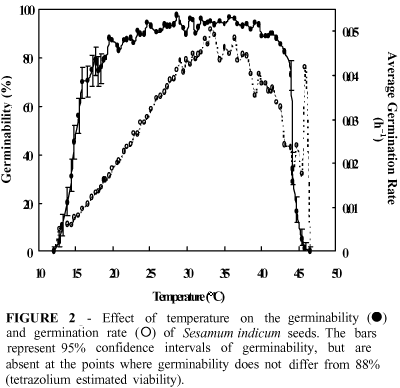 100
80
60
40
20
0
Germinability (%)
0.05
0.04
0.03
0.02
0.01
0
Average Germination Rate
(h⁻¹)
10 15 20 25 30 35 40 45 50
Temperature (°C)
FIGURE 2 - Effect of temperature on the germinability (●)
and germination rate (○) of Sesamum indicum seeds. The bars
represent 95% confidence intervals of germinability, but are
absent at the points where germinability does not differ from 88%
(tetrazolium estimated viability).